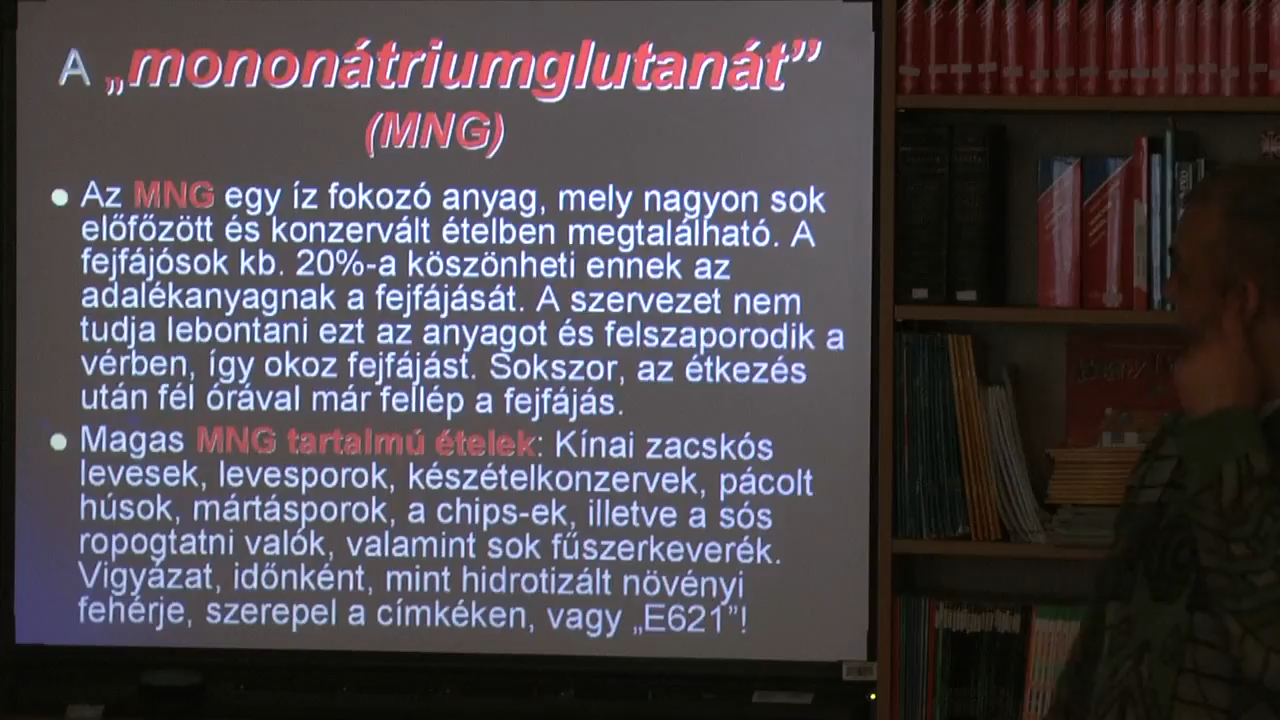 A „mononátriumglutanát”
(MNG)
Az MNG egy íz fokozó anyag, mely nagyon sok
előfőzött és konzervált ételben megtalálható. A
fejfájósok kb. 20%-a köszönheti ennek az
adalékanyagnak a fejfájását. A szervezet nem
tudja lebontani ezt az anyagot és felszaporodik a
vérben, így okoz fejfájást. Sokszor, az étkezés
után fél órával már fellép a fejfájás.
Magas MNG tartalmú ételek: Kínai zacskós
levesek, levesporok, készételkonzervek, pácolt
húsok, mártásporok, a chips-ek, illetve a sós
ropogtatni valók, valamint sok fűszerkeverék.
Vigyázat, időnként, mint hidrotizált növényi
fehérje, szerepel a címkéken, vagy „E621”!